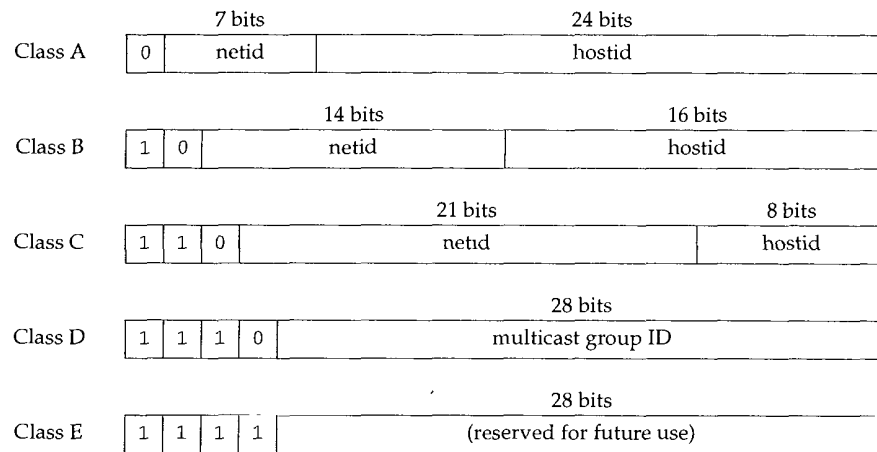 7 bits 24 bits
Class A 0 netid hostid
14 bits 16 bits
Class B 1 0 netid hostid
21 bits 8 bits
Class C 1 1 0 netid hostid
28 bits
Class D 1 1 1 0 multicast group ID
28 bits
Class E 1 1 1 1 (reserved for future use)